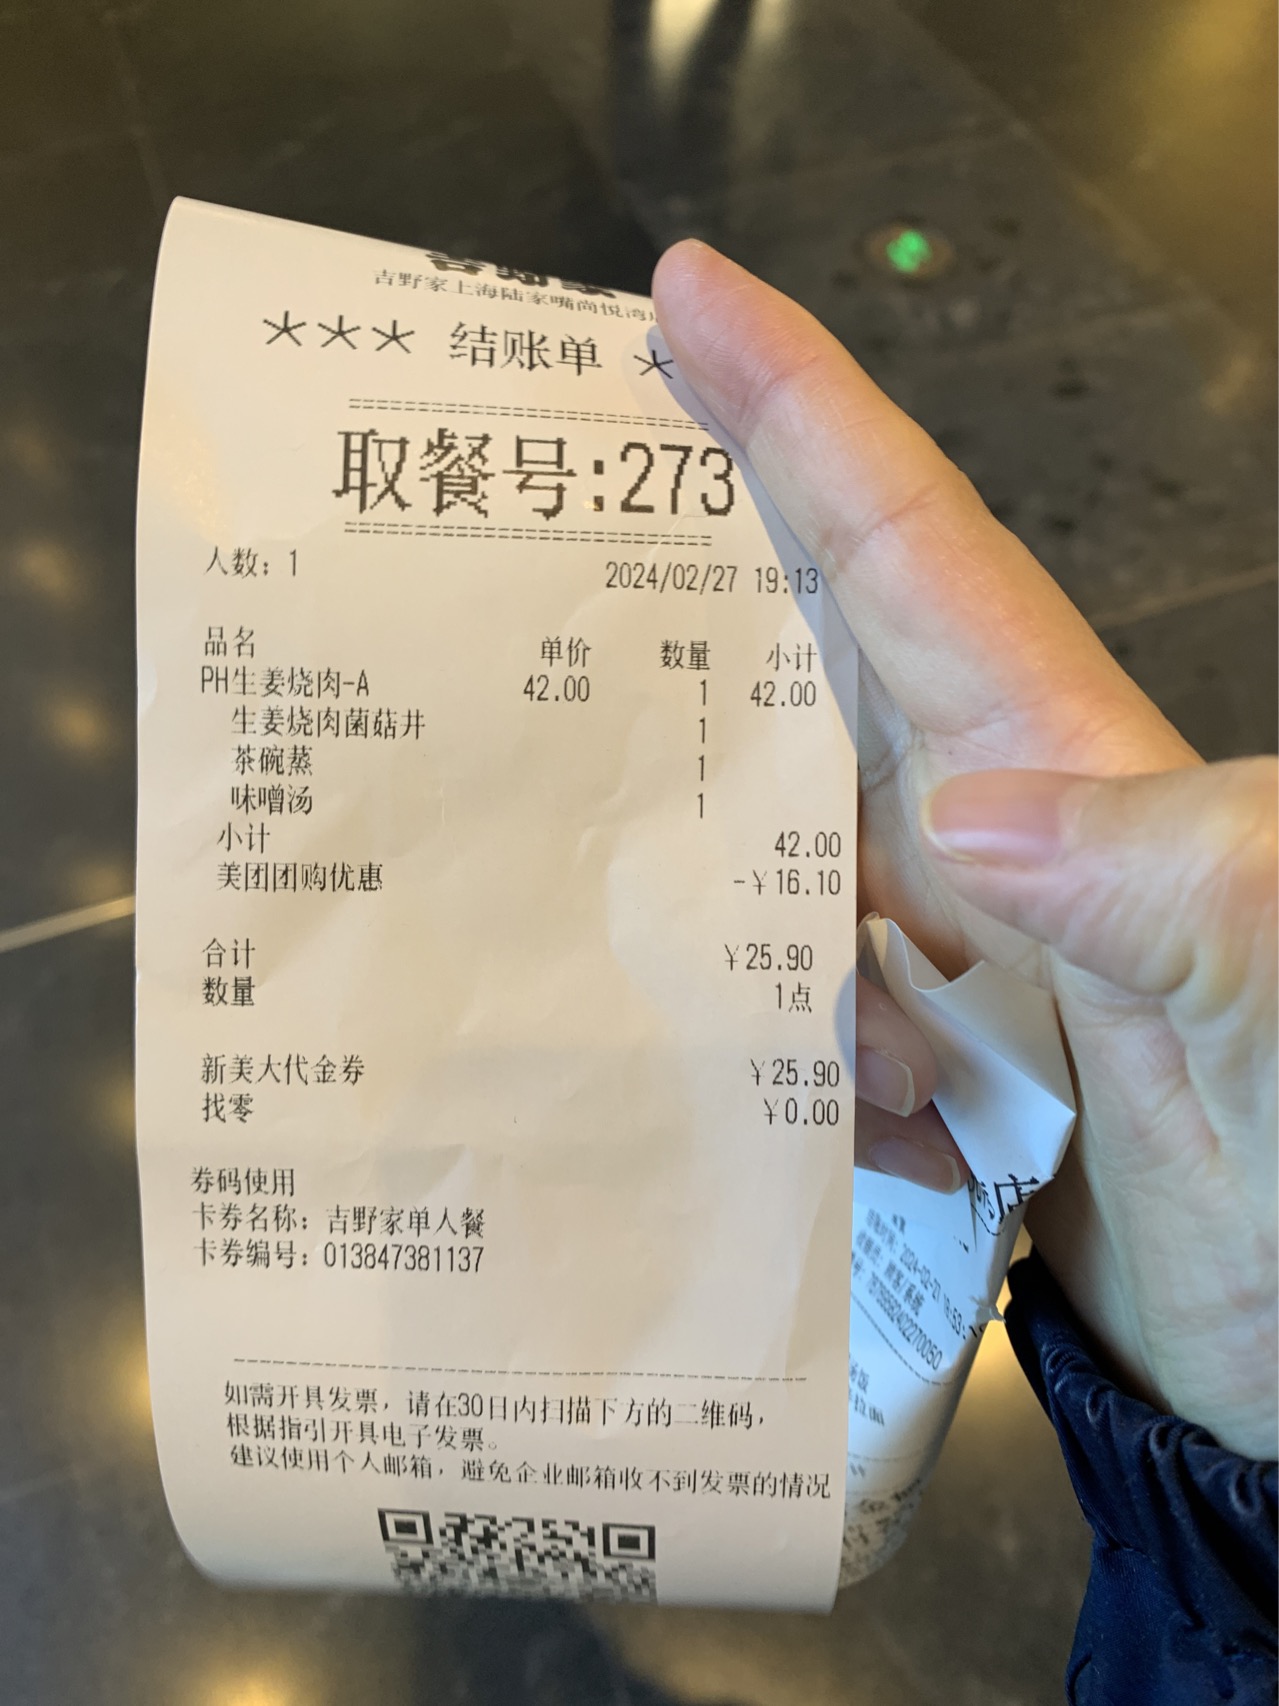 吉野家
吉野家上海陆家嘴尚悦湾店
*** 结账单 *
取餐号:273
人数：1 2024/02/27 19:13
品名 单价 数量 小计
PH生姜烧肉-A 42.00 1 42.00
生姜烧肉菌菇井 1
茶碗蒸 1
味噌汤 1
小计 42.00
美团团购优惠 -¥16.10
合计 ¥25.90
数量 1点
新美大代金券 ¥25.90
找零 ¥0.00
券码使用
卡券名称：吉野家单人餐
卡券编号：013847381137
如需开具发票，请在30日内扫描下方的二维码，
根据指引开具电子发票。
建议使用个人邮箱，避免企业邮箱收不到发票的情况
店